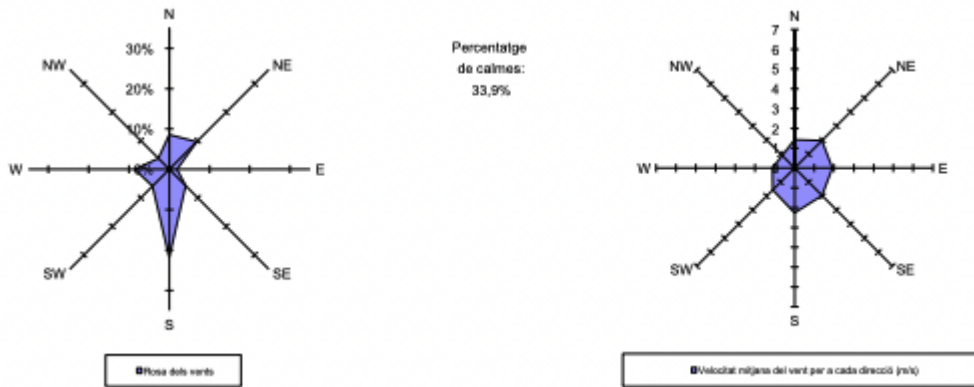 N
30%
20%
10%
0%
NW
NE
W
E
SW
SE
S
Percentatge
de calmes:
33,9%
N
7
6
5
4
3
2
NW
NE
W
E
SW
SE
S
Rosa dels vents
Velocitat mitjana del vent per a cada direcció (m/s)